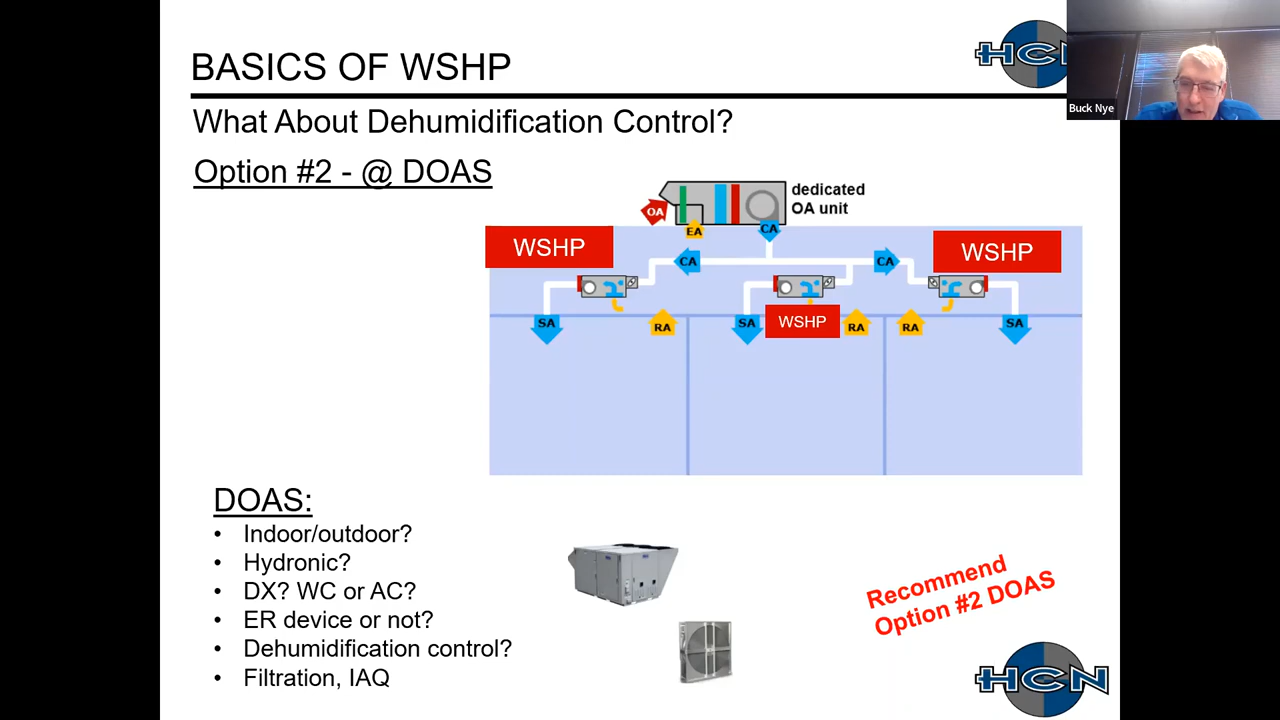 BASICS OF WSHP
HCN
Buck Nye
What About Dehumidification Control?
Option #2 - @ DOAS
dedicated
OA unit
OA
EA
CA
WSHP
CA
CA
WSHP
SA
RA
SA
WSHP
RA
RA
SA
DOAS:
• Indoor/outdoor?
• Hydronic?
• DX? WC or AC?
• ER device or not?
• Dehumidification control?
• Filtration, IAQ
Recommend
Option #2 DOAS
HCN